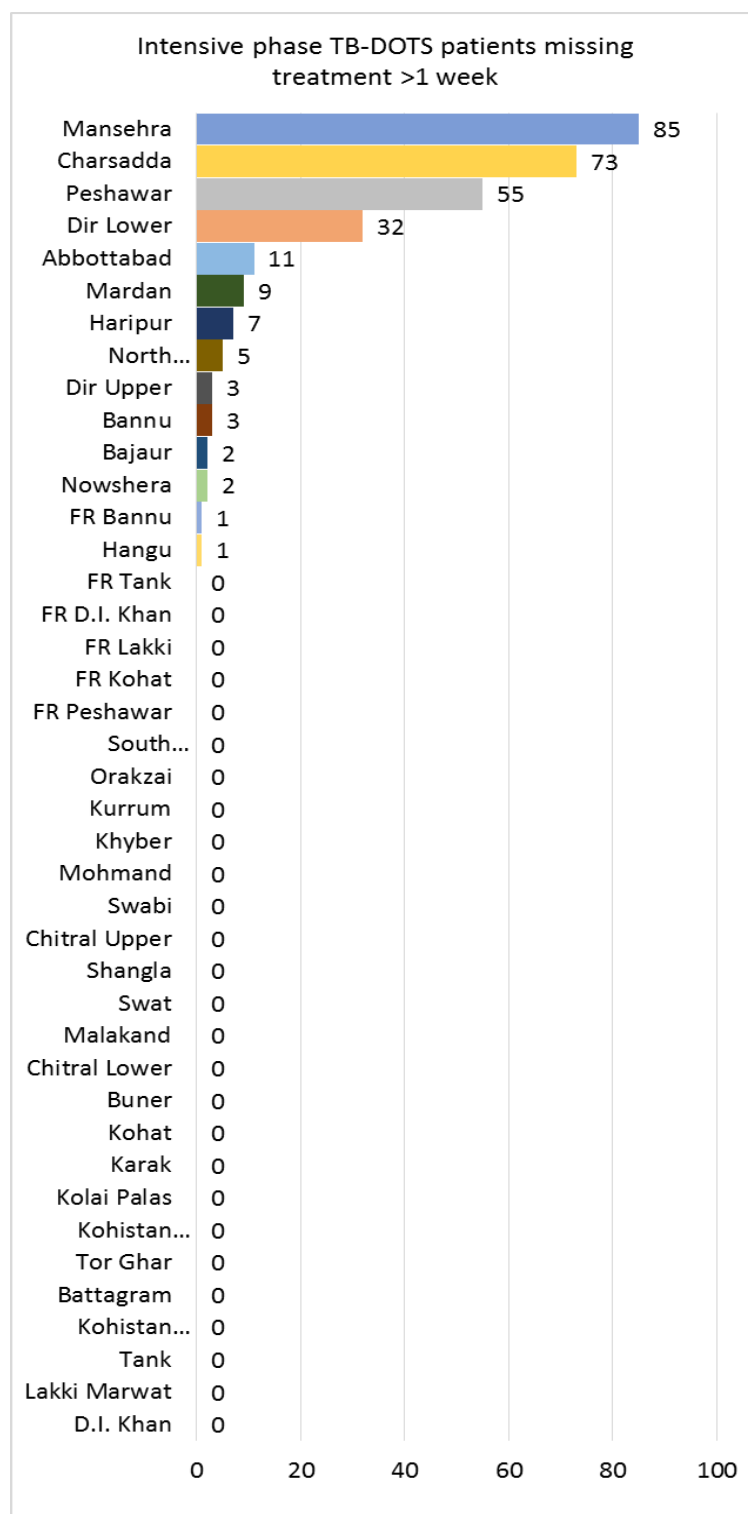 Intensive phase TB-DOTS patients missing
treatment >1 week
Mansehra 85
Charsadda 73
Peshawar 55
Dir Lower 32
Abbottabad 11
Mardan 9
Haripur 7
North... 5
Dir Upper 3
Bannu 3
Bajaur 2
Nowshera 2
FR Bannu 1
Hangu 1
FR Tank 0
FR D.I. Khan 0
FR Lakki 0
FR Kohat 0
FR Peshawar 0
South... 0
Orakzai 0
Kurrum 0
Khyber 0
Mohmand 0
Swabi 0
Chitral Upper 0
Shangla 0
Swat 0
Malakand 0
Chitral Lower 0
Buner 0
Kohat 0
Karak 0
Kolai Palas 0
Kohistan... 0
Tor Ghar 0
Battagram 0
Kohistan... 0
Tank 0
Lakki Marwat 0
D.I. Khan 0
0 20 40 60 80 100